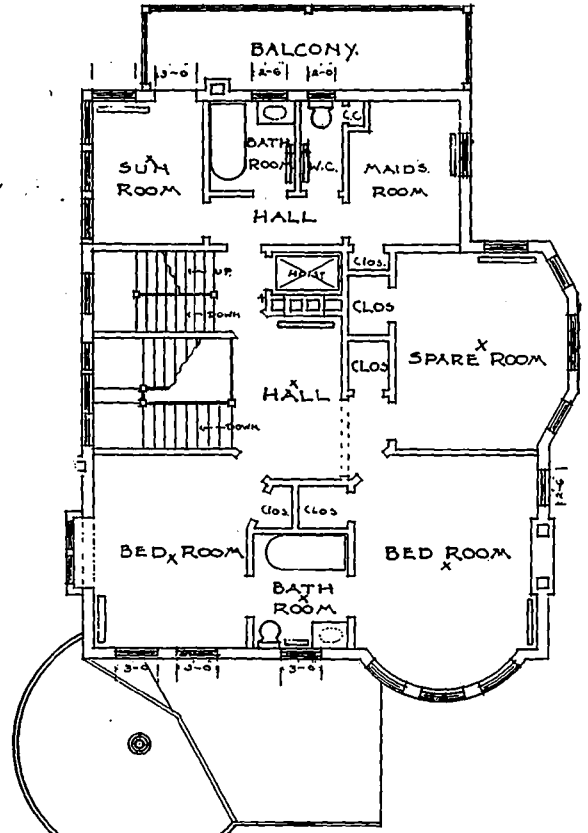 BALCONY.
3-0
2-6
2-0
C.C.
SUN
ROOM
BATH
ROOM
W.C.
MAIDS
ROOM
HALL
UP
DOWN
HOIST
CLOS.
CLOS
CLOS
SPARE ROOM
HALL
DOWN
CLOS.
CLOS.
BED ROOM
BED ROOM
2-6
BATH
ROOM
3-0
3-0
3-0